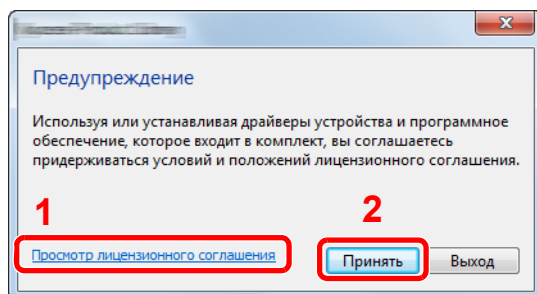 Предупреждение
Используя или устанавливая драйверы устройства и программное
обеспечение, которое входит в комплект, вы соглашаетесь
придерживаться условий и положений лицензионного соглашения.
1
2
Просмотр лицензионного соглашения
Принять
Выход